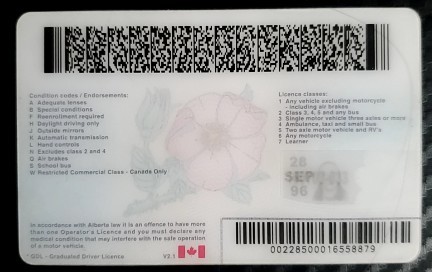 Condition codes / Endorsements:
A Adequate lenses
B Special conditions
F Reenrollment required
H Daylight driving only
J Outside mirrors
K Automatic transmission
L Hand controls
N Excludes class 2 and 4
Q Air brakes
S School bus
W Restricted Commercial Class - Canada Only
Licence classes:
1 Any vehicle excluding motorcycle
- including air brakes
2 Class 3, 4, 5 and any bus
3 Single motor vehicle three axles or more
4 Ambulance, taxi and small bus
5 Two axle motor vehicle and RV's
6 Any motorcycle
7 Learner
28
SEP
96
In accordance with Alberta law it is an offence to have more
than one Operator's Licence and you must declare any
medical condition that may interfere with the safe operation
of a motor vehicle.
GDL - Graduated Driver Licence V2.1
00228500016558879